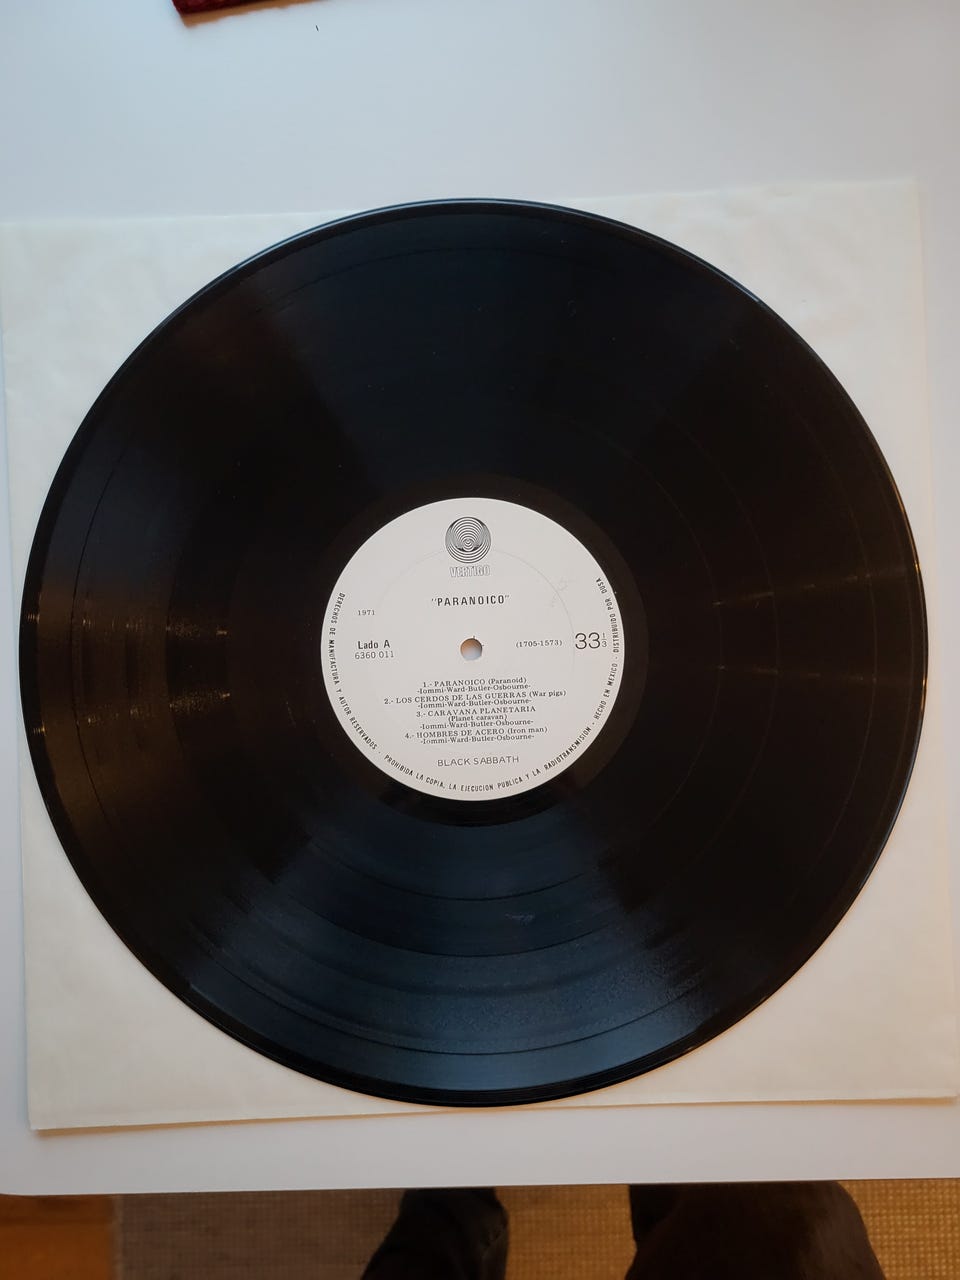 VERTIGO
"PARANOICO"
1971
Lado A
6360 011
(1705-1573)
33 1/3
1.- PARANOICO (Paranoid)
-Iommi-Ward-Butler-Osbourne-
2.- LOS CERDOS DE LAS GUERRAS (War pigs)
-Iommi-Ward-Butler-Osbourne-
3.- CARAVANA PLANETARIA
(Planet caravan)
-Iommi-Ward-Butler-Osbourne-
4.- HOMBRES DE ACERO (Iron man)
-Iommi-Ward-Butler-Osbourne-
BLACK SABBATH
DERECHOS DE MANUFACTURA Y AUTOR RESERVADOS · PROHIBIDA LA COPIA, LA EJECUCION PUBLICA Y LA RADIOTRANSMISION · HECHO EN MEXICO · DISTRIBUIDO POR DUSA